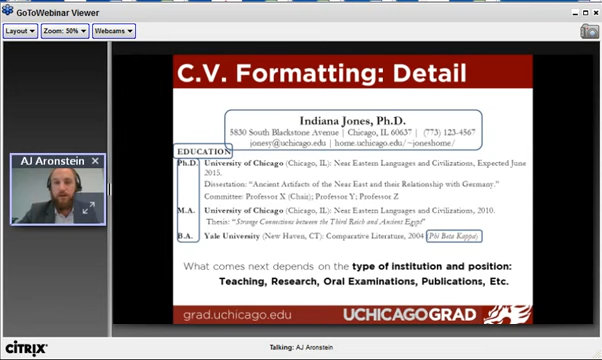 GoToWebinar Viewer
Layout Zoom: 50% Webcams
AJ Aronstein
C.V. Formatting: Detail
Indiana Jones, Ph.D.
5830 South Blackstone Avenue | Chicago, IL 60637 | (773) 123-4567
jonesy@uchicago.edu | home.uchicago.edu/~joneshome/
EDUCATION
Ph.D. University of Chicago (Chicago, IL): Near Eastern Languages and Civilizations, Expected June
2015.
Dissertation: "Ancient Artifacts of the Near East and their Relationship with Germany."
Committee: Professor X (Chair); Professor Y; Professor Z
M.A. University of Chicago (Chicago, IL): Near Eastern Languages and Civilizations, 2010.
Thesis: "Strange Connections between the Third Reich and Ancient Egypt"
B.A. Yale University (New Haven, CT): Comparative Literature, 2004 (Phi Beta Kappa)
What comes next depends on the type of institution and position:
Teaching, Research, Oral Examinations, Publications, Etc.
grad.uchicago.edu UCHICAGOGRAD
CITRIX Talking: AJ Aronstein